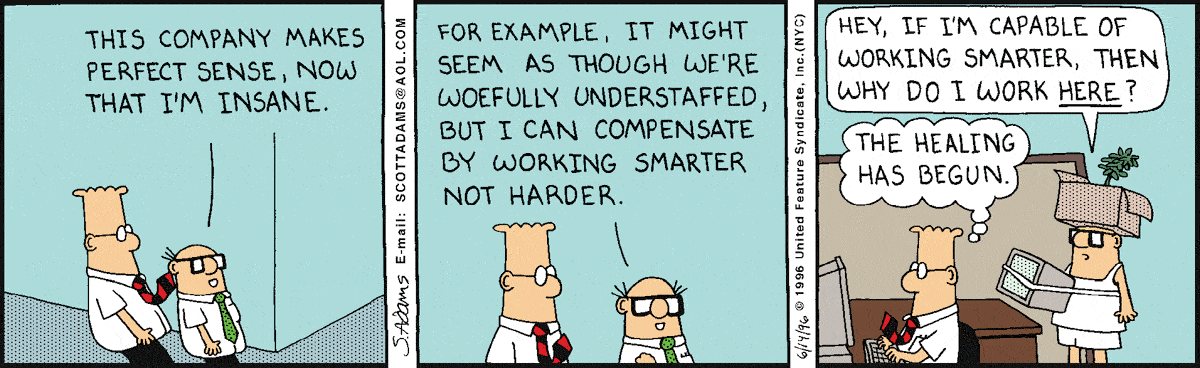 THIS COMPANY MAKES
PERFECT SENSE, NOW
THAT I'M INSANE.
S.Adams E-mail: SCOTTADAMS@AOL.COM
FOR EXAMPLE, IT MIGHT
SEEM AS THOUGH WE'RE
WOEFULLY UNDERSTAFFED,
BUT I CAN COMPENSATE
BY WORKING SMARTER
NOT HARDER.
6/14/96 © 1996 United Feature Syndicate, Inc.(NYC)
HEY, IF I'M CAPABLE OF
WORKING SMARTER, THEN
WHY DO I WORK HERE?
THE HEALING
HAS BEGUN.